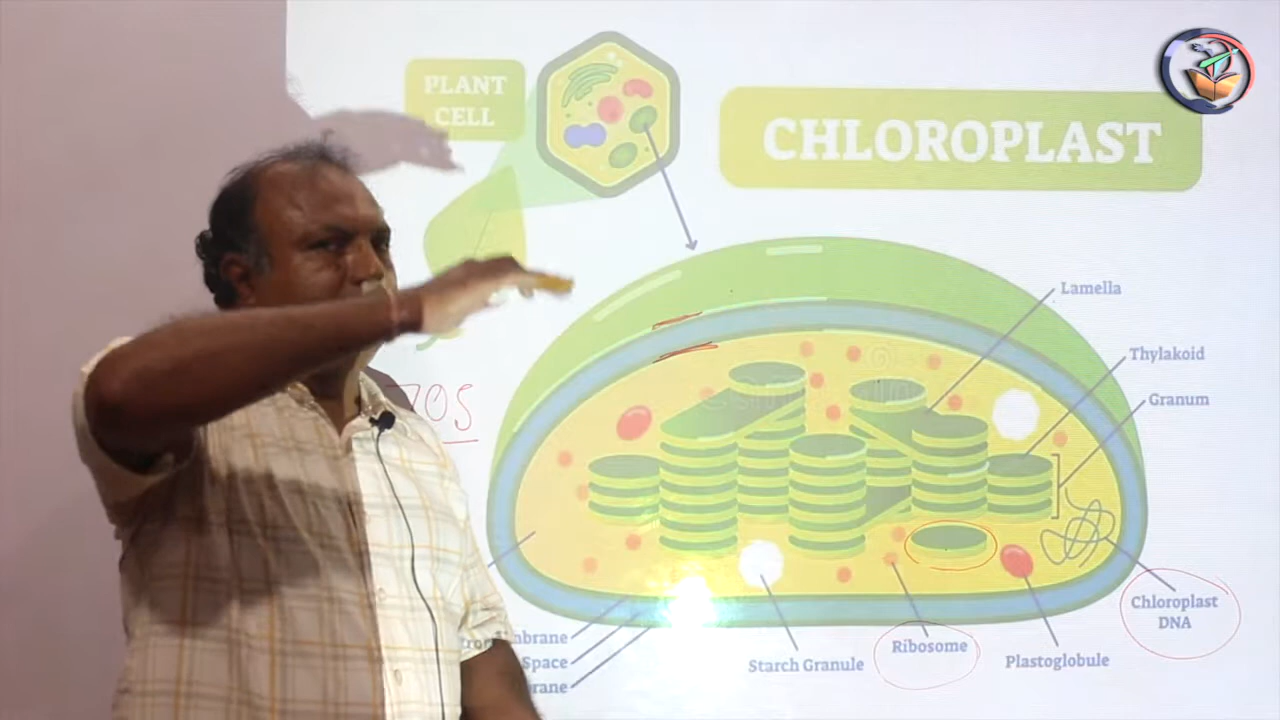 PLANT
CELL
CHLOROPLAST
Lamella
Thylakoid
Granum
70S
Chloroplast
DNA
Ribosome
Starch Granule
Plastoglobule
Space